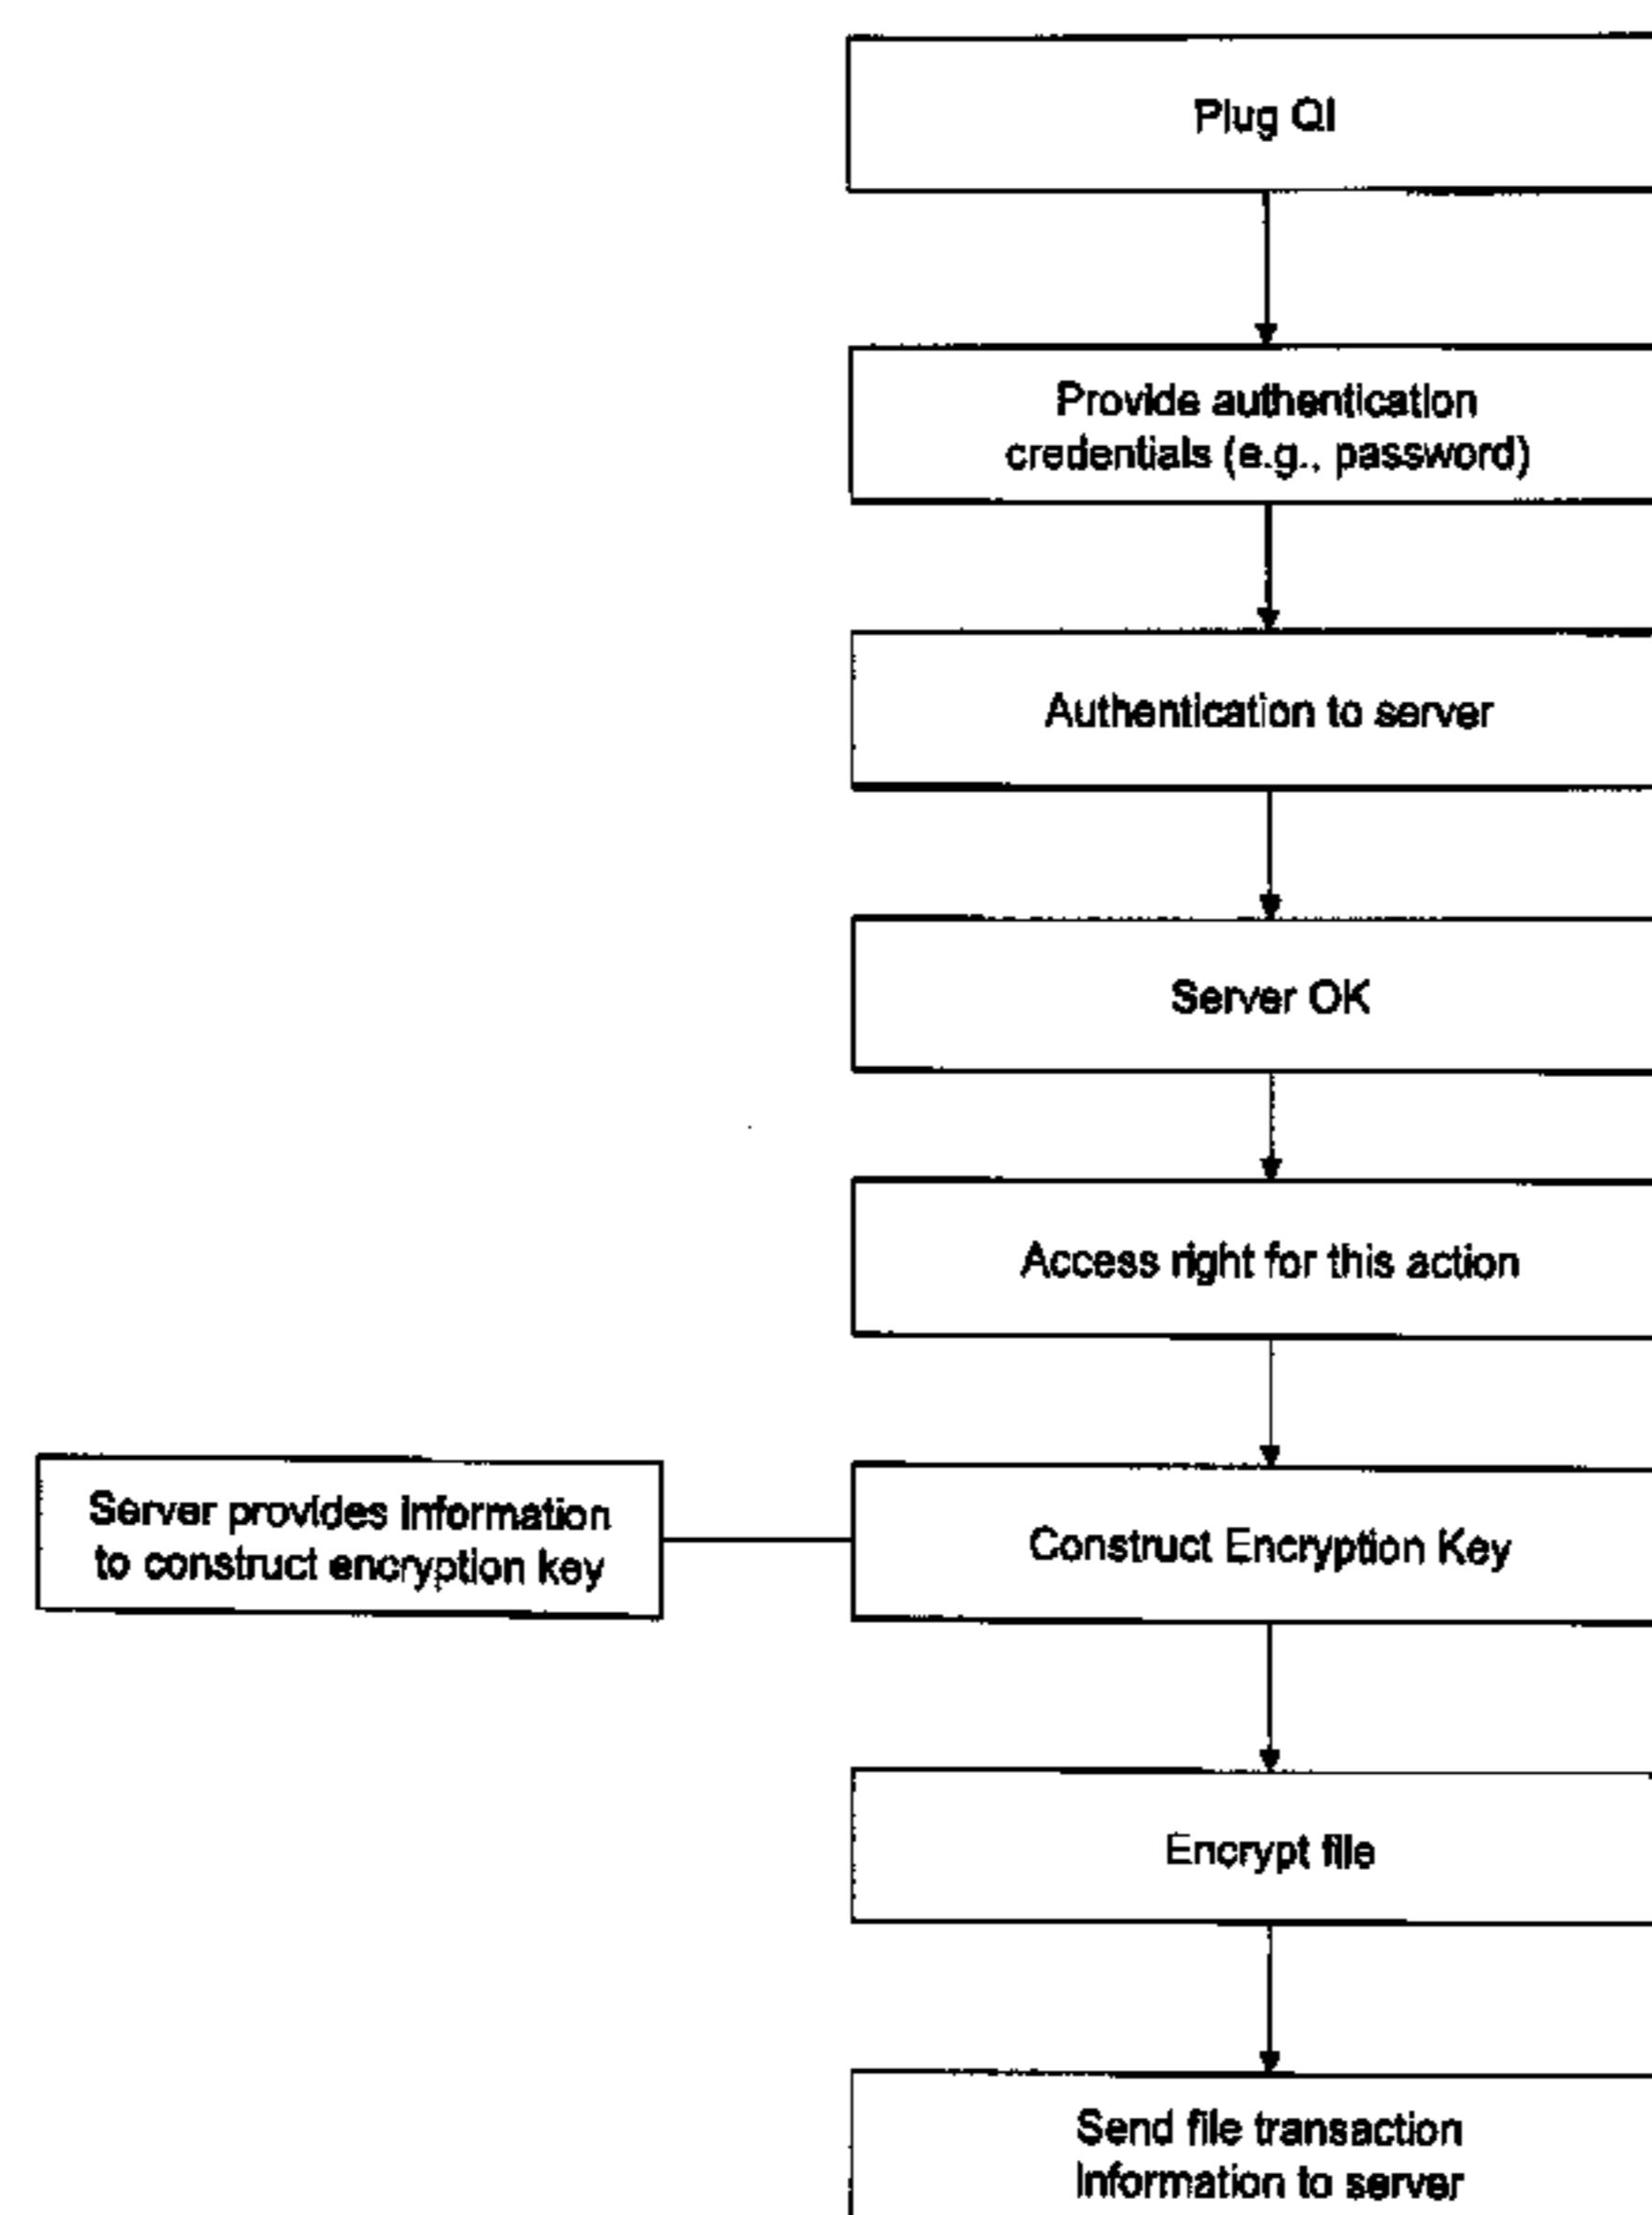 Plug QI
Provide authentication
credentials (e.g., password)
Authentication to server
Server OK
Access right for this action
Server provides information
to construct encryption key
Construct Encryption Key
Encrypt file
Send file transaction
Information to server